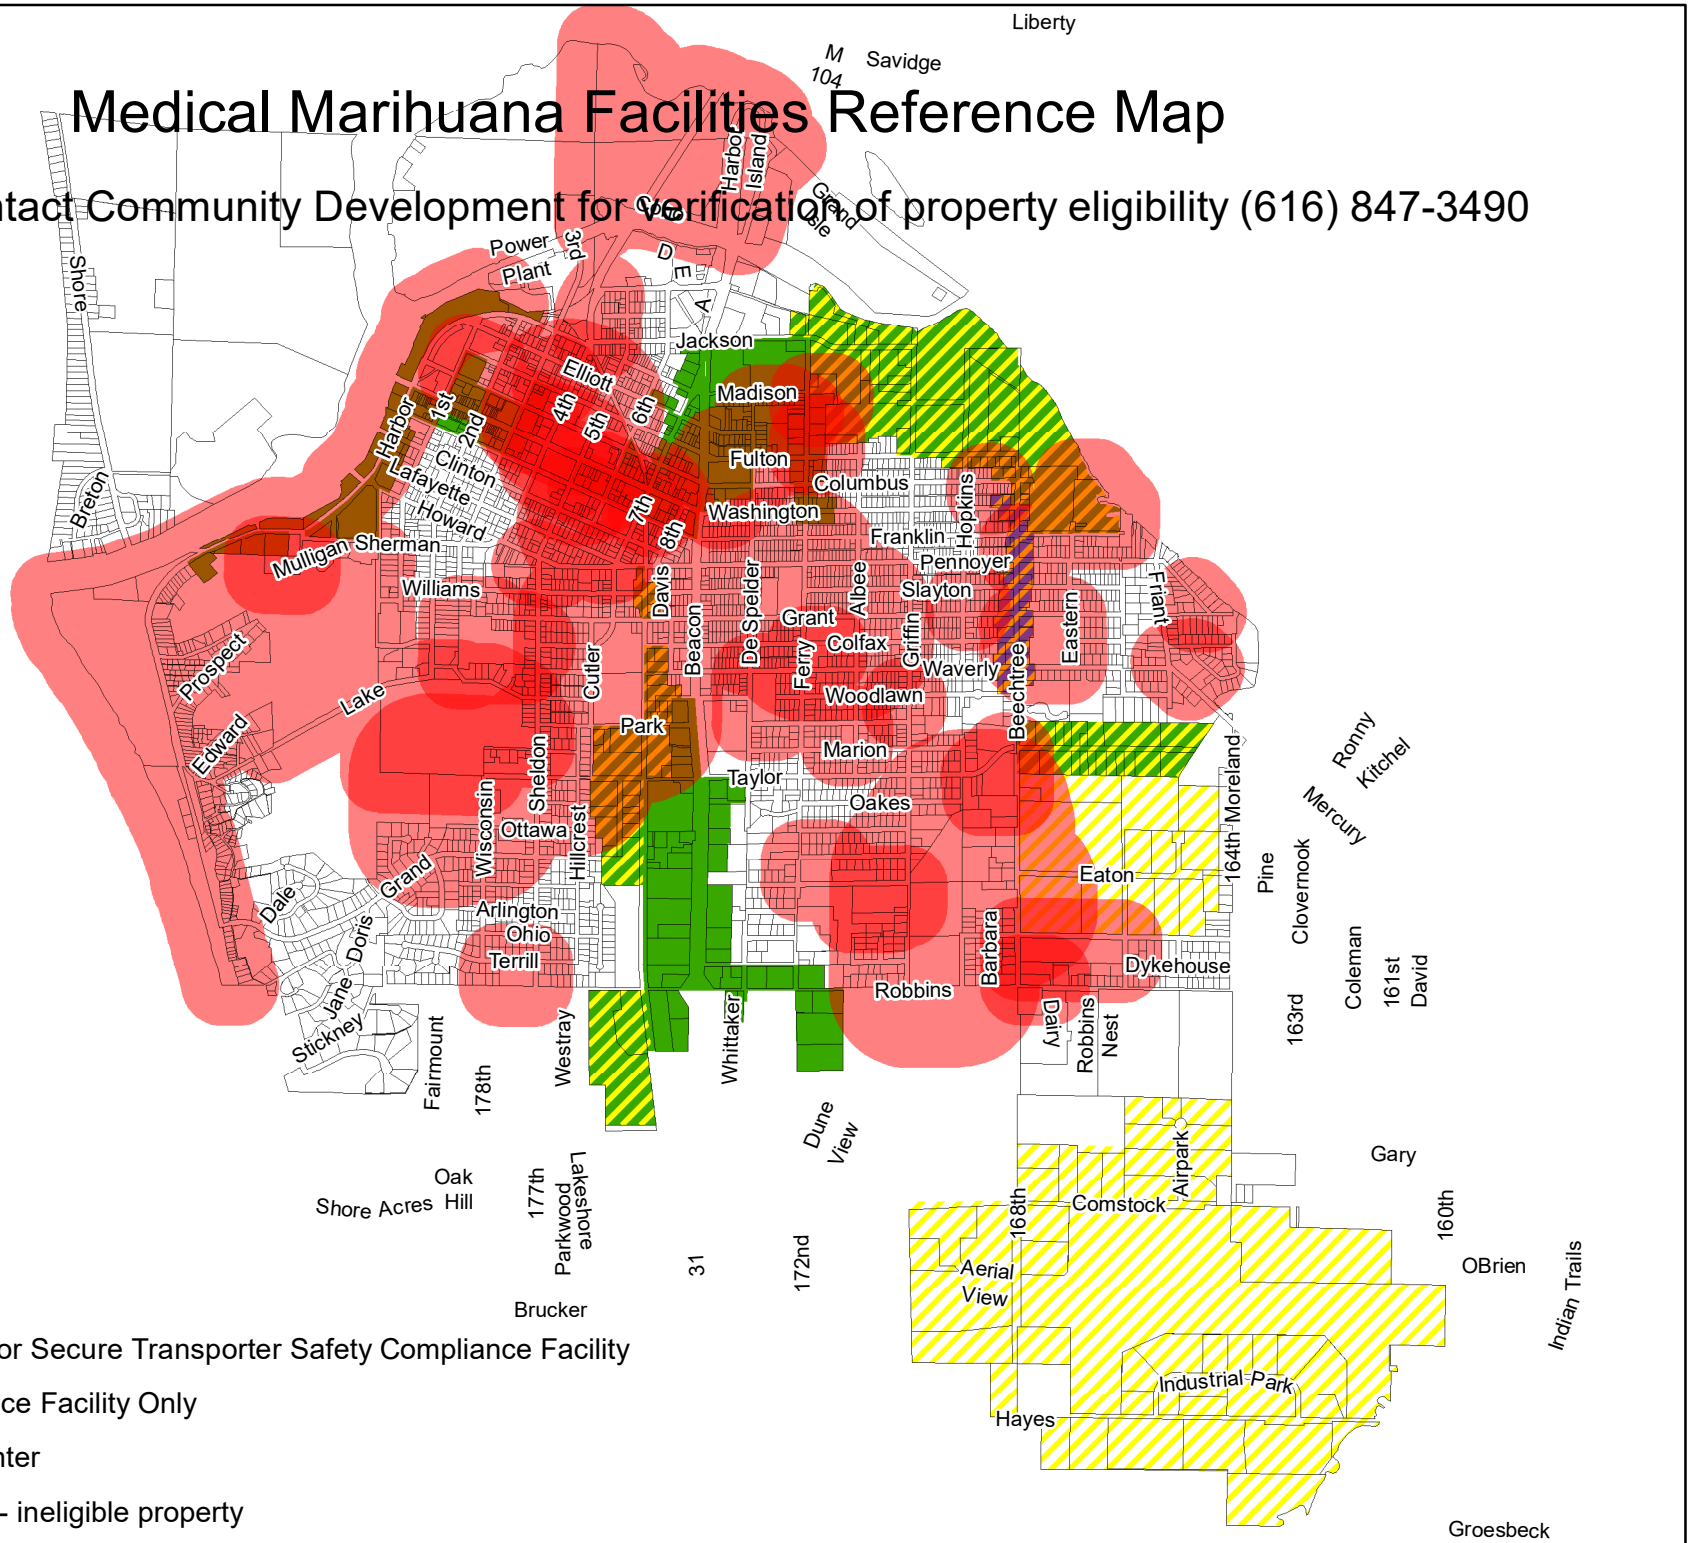 Liberty
M
104
Savidge
Medical Marihuana Facilities Reference Map
Harbor
Island
ntact Community Development for verification of property eligibility (616) 847-3490
Grand
Isle
Power
Plant
3rd
D
E
A
Shore
Jackson
Elliott
Madison
Harbor
1st
2nd
4th
5th
6th
Fulton
Clinton
Lafayette
Howard
Columbus
Hopkins
Breton
7th
8th
Washington
Franklin
Mulligan
Sherman
Pennoyer
Williams
Davis
Beacon
De Spelder
Albee
Slayton
Grant
Colfax
Griffin
Ferry
Waverly
Eastern
Friant
Prospect
Lake
Cutler
Woodlawn
Beechtree
Edward
Park
Marion
Sheldon
Taylor
Oakes
Wisconsin
Ottawa
Hillcrest
164th
Moreland
Ronny
Kitchel
Mercury
Dale
Grand
Eaton
Pine
Clovernook
Arlington
Ohio
Terrill
Doris
Jane
Barbara
Dykehouse
Coleman
161st
David
Stickney
Robbins
Fairmount
178th
Westray
Whittaker
Dairy
Robbins
Nest
163rd
Dune
View
Airpark
Gary
Shore Acres
Oak
Hill
177th
Parkwood
Lakeshore
168th
Comstock
160th
31
172nd
Aerial
View
OBrien
Indian Trails
Brucker
or Secure Transporter Safety Compliance Facility
Industrial Park
ce Facility Only
Hayes
nter
- ineligible property
Groesbeck